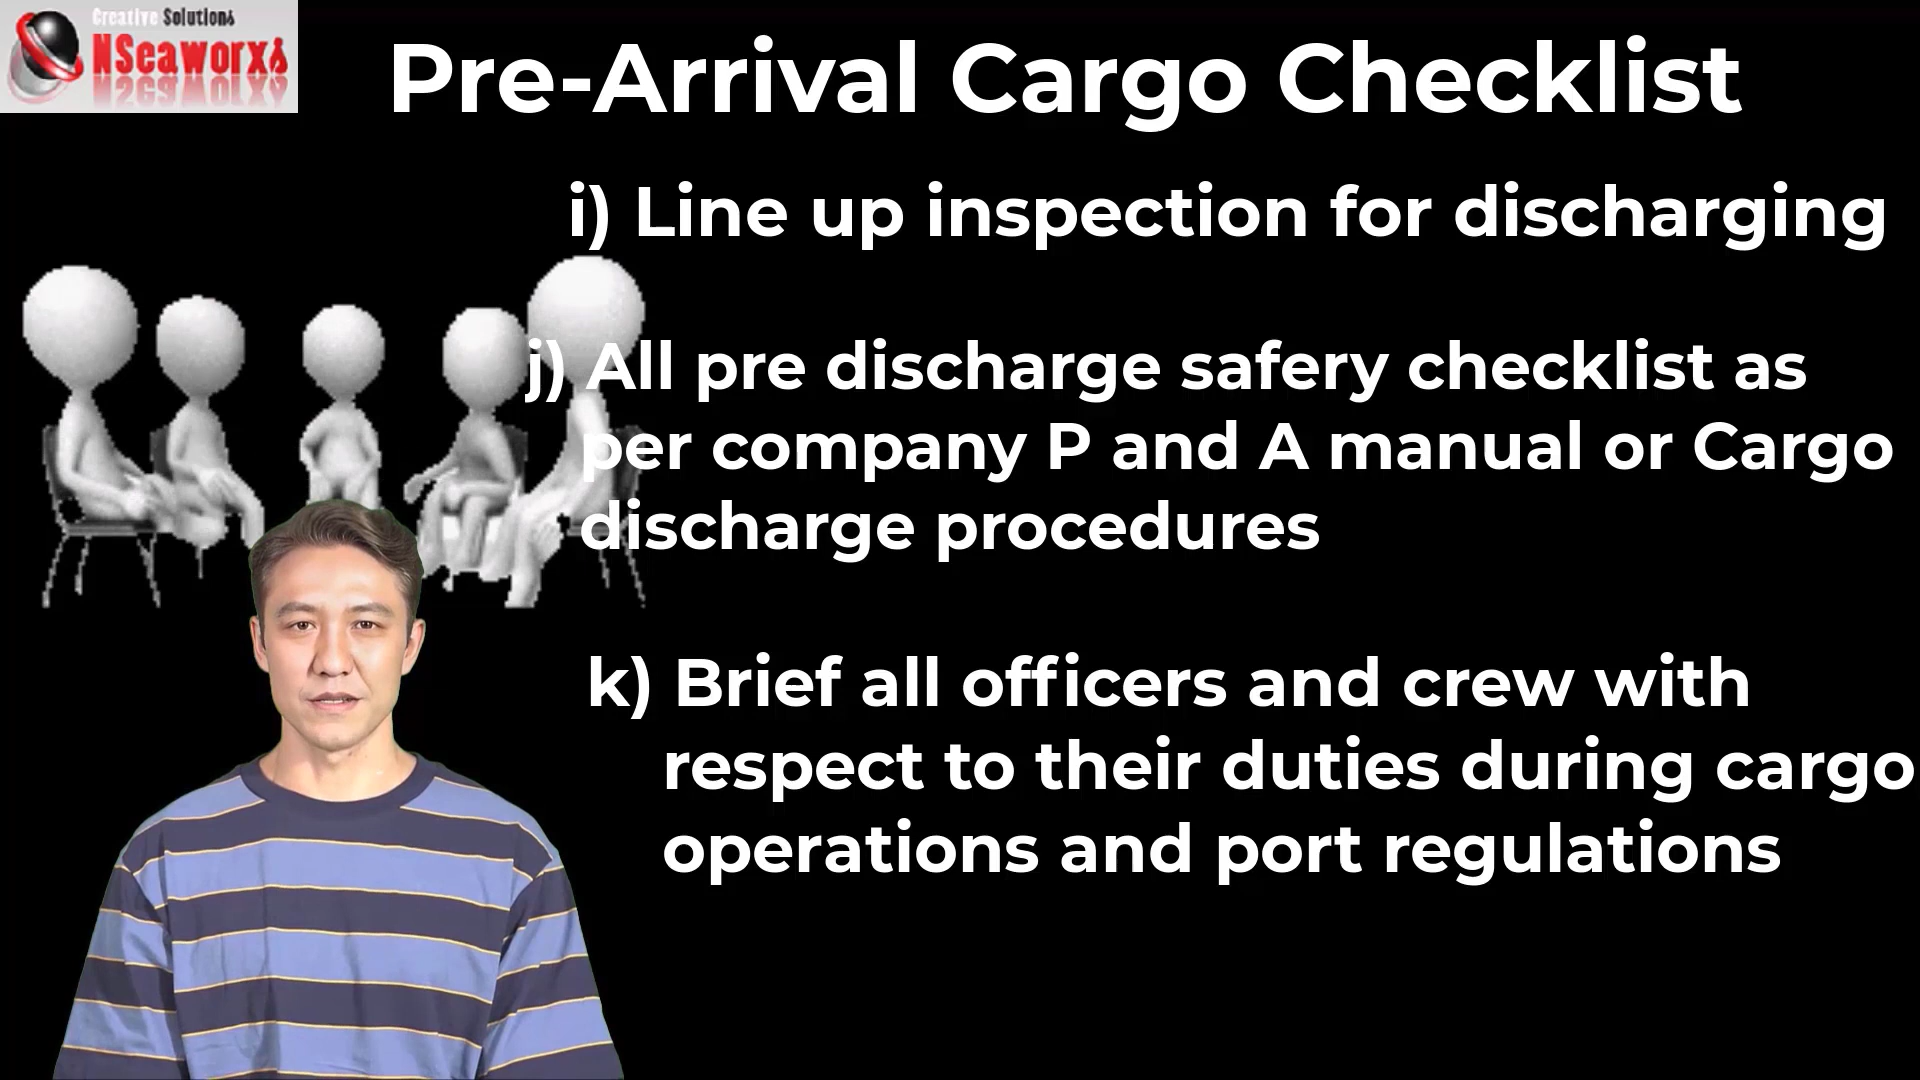 Creative Solutions
NSeaworxs
Pre-Arrival Cargo Checklist
i) Line up inspection for discharging
j) All pre discharge safery checklist as
per company P and A manual or Cargo
discharge procedures
k) Brief all officers and crew with
respect to their duties during cargo
operations and port regulations